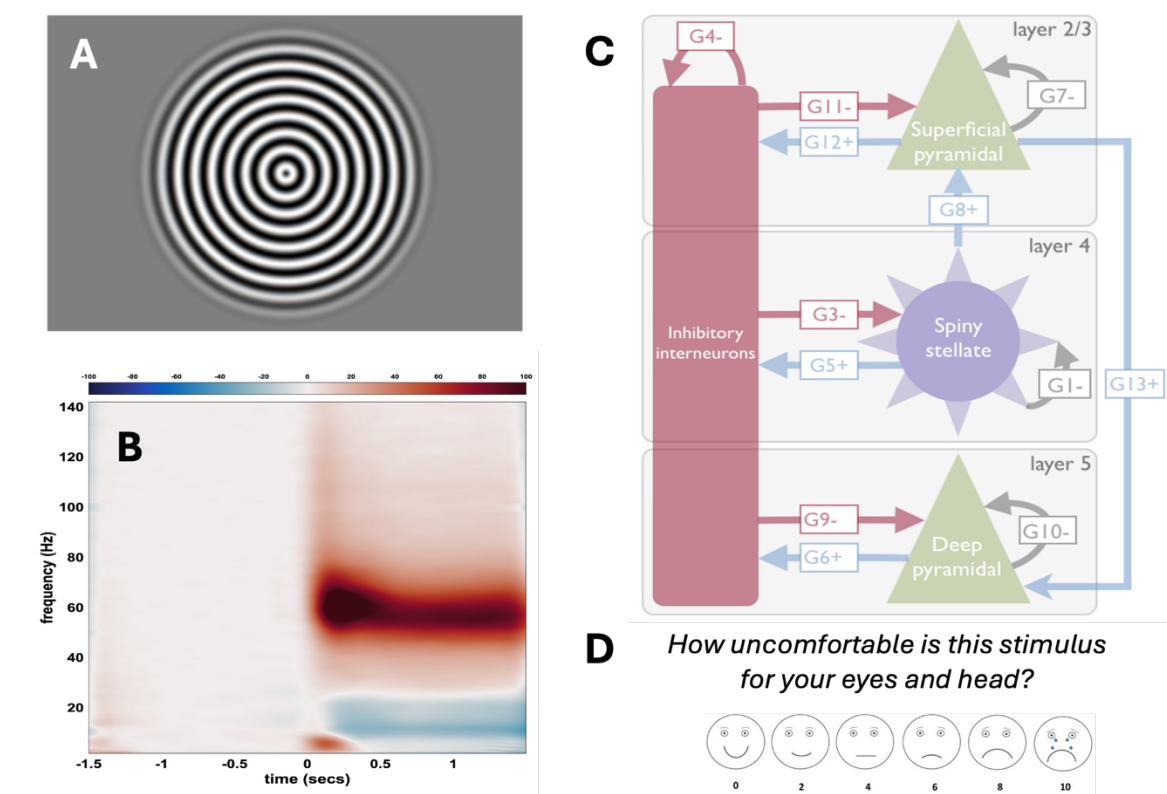 A
-100 -80 -60 -40 -20 0 20 40 60 80 100
B
140
120
100
80
60
40
20
frequency (Hz)
-1.5 -1 -0.5 0 0.5 1
time (secs)
C
layer 2/3
G4-
G11-
G7-
G12+
Superficial
pyramidal
G8+
layer 4
G3-
Spiny
stellate
Inhibitory
interneurons
G5+
G1-
G13+
layer 5
G9-
G10-
Deep
pyramidal
G6+
D
How uncomfortable is this stimulus
for your eyes and head?
0 2 4 6 8 10